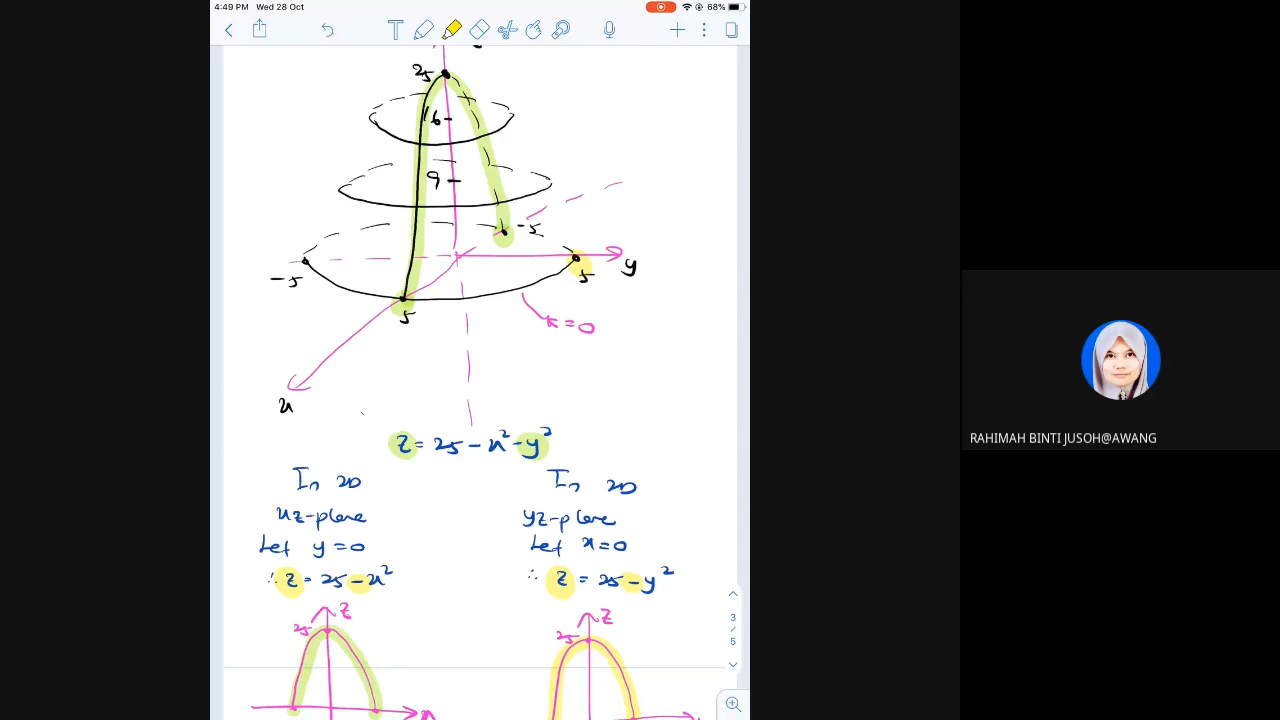 4:49 PM Wed 28 Oct
68%
25
16
9
-5
-5
5
y
5
k=0
x
z = 25 - x² - y²
In 2D
In 2D
xz-plane
yz-plane
Let y = 0
Let x = 0
∴ z = 25 - x²
∴ z = 25 - y²
3
/
5
z
25
z
25
x
RAHIMAH BINTI JUSOH@AWANG